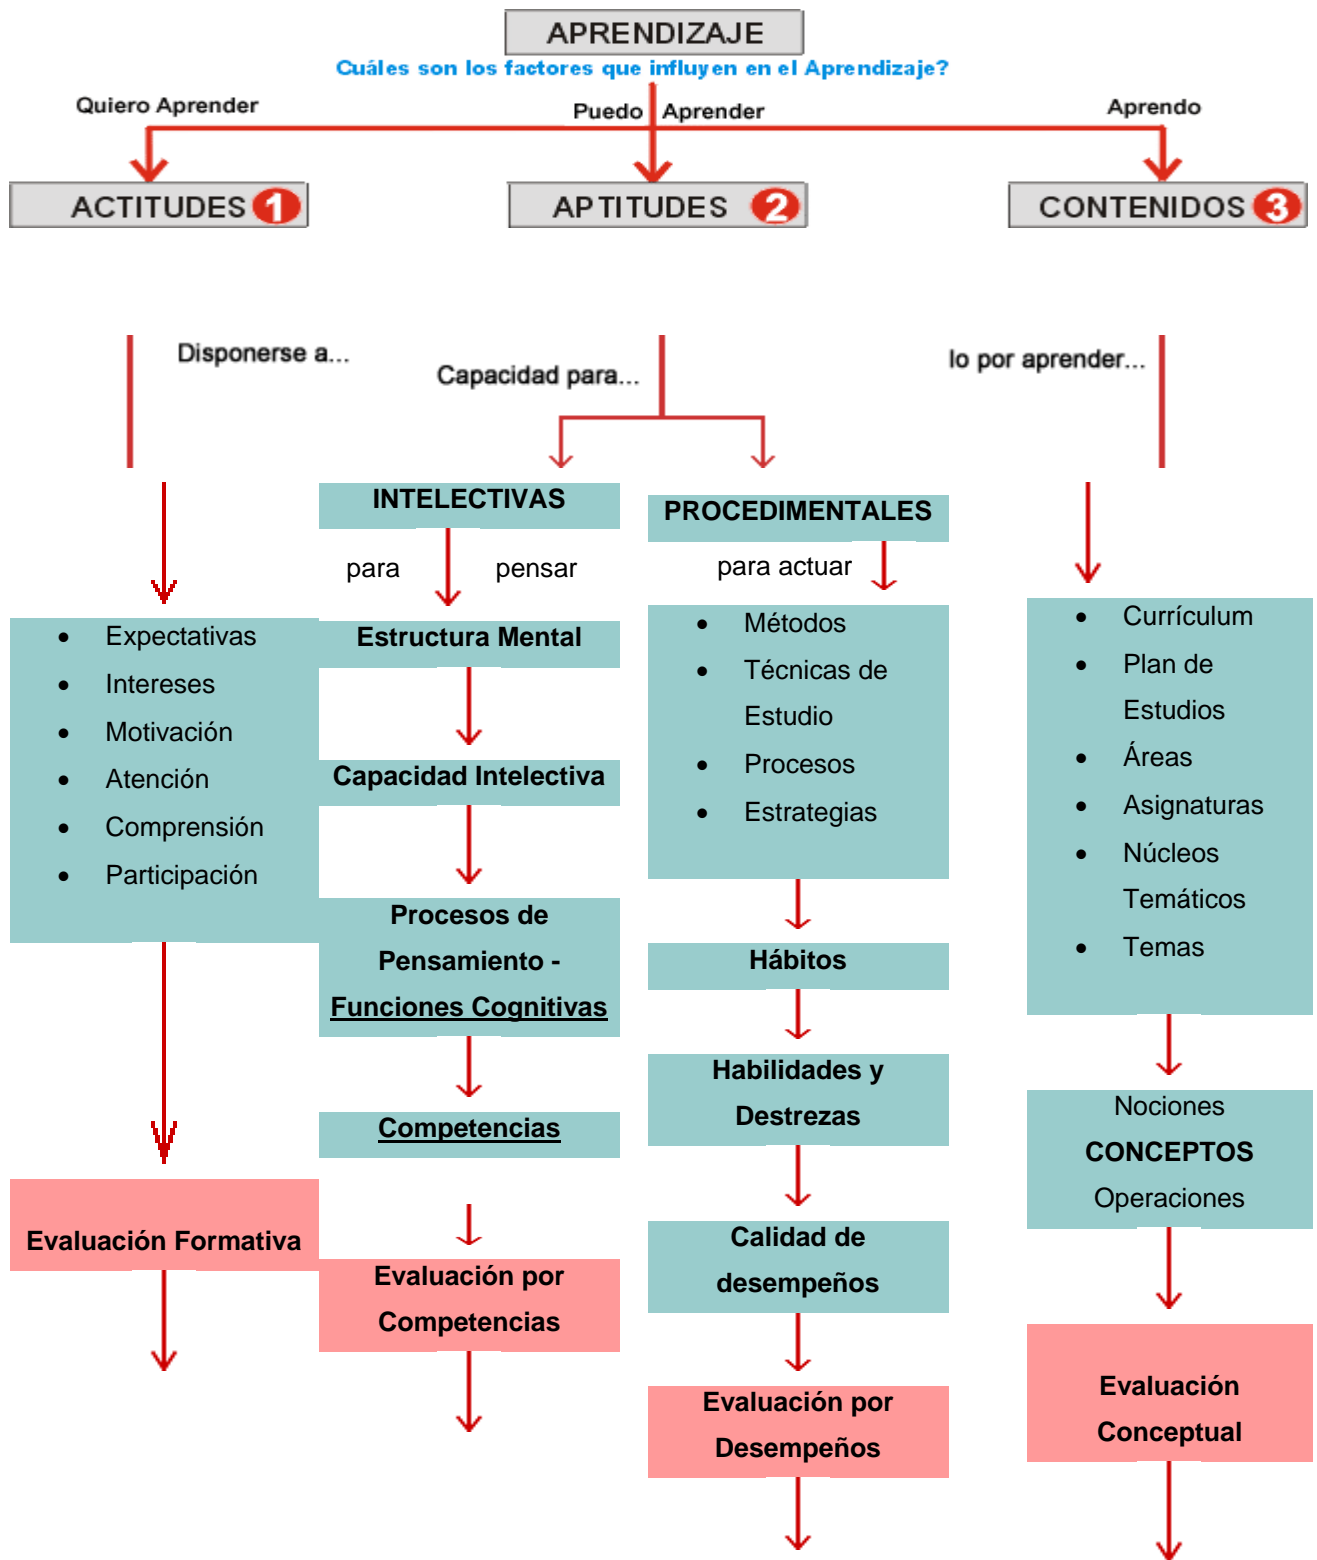 APRENDIZAJE
Cuáles son los factores que influyen en el Aprendizaje?
Quiero Aprender
Puedo Aprender
Aprendo
ACTITUDES 1
APTITUDES 2
CONTENIDOS 3
Disponerse a...
Capacidad para...
lo por aprender...
INTELECTIVAS
para pensar
Estructura Mental
Capacidad Intelectiva
Procesos de
Pensamiento -
Funciones Cognitivas
Competencias
Evaluación por
Competencias
PROCEDIMENTALES
para actuar
• Métodos
• Técnicas de
Estudio
• Procesos
• Estrategias
Hábitos
Habilidades y
Destrezas
Calidad de
desempeños
Evaluación por
Desempeños
• Expectativas
• Intereses
• Motivación
• Atención
• Comprensión
• Participación
Evaluación Formativa
• Currículum
• Plan de
Estudios
• Áreas
• Asignaturas
• Núcleos
Temáticos
• Temas
Nociones
CONCEPTOS
Operaciones
Evaluación
Conceptual